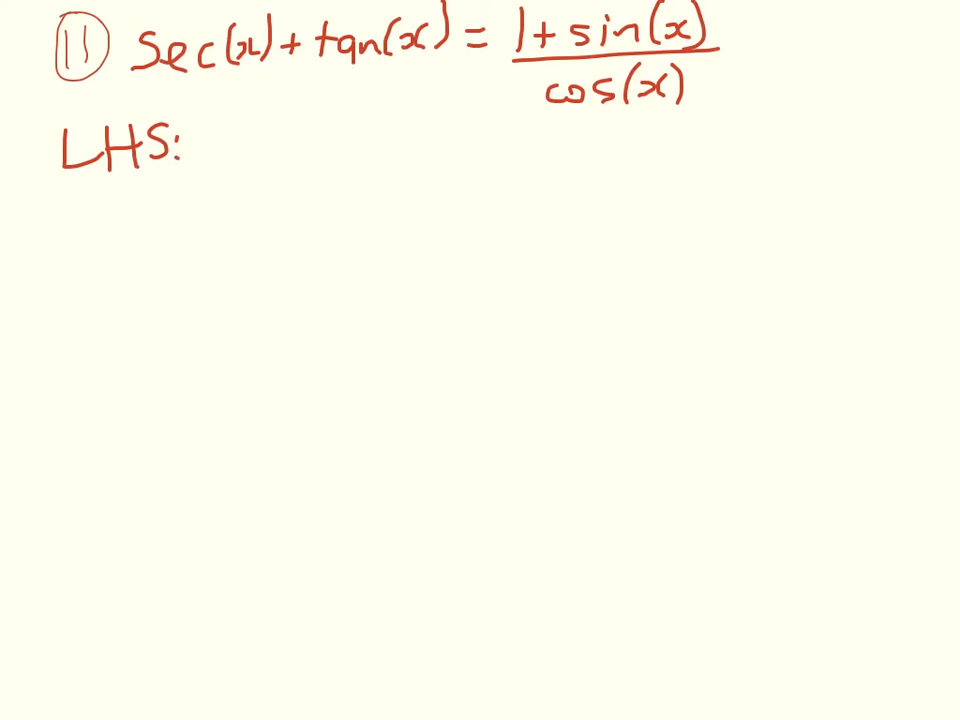 11 sec(x) + tan(x) = 1 + sin(x)
cos(x)
LHS: